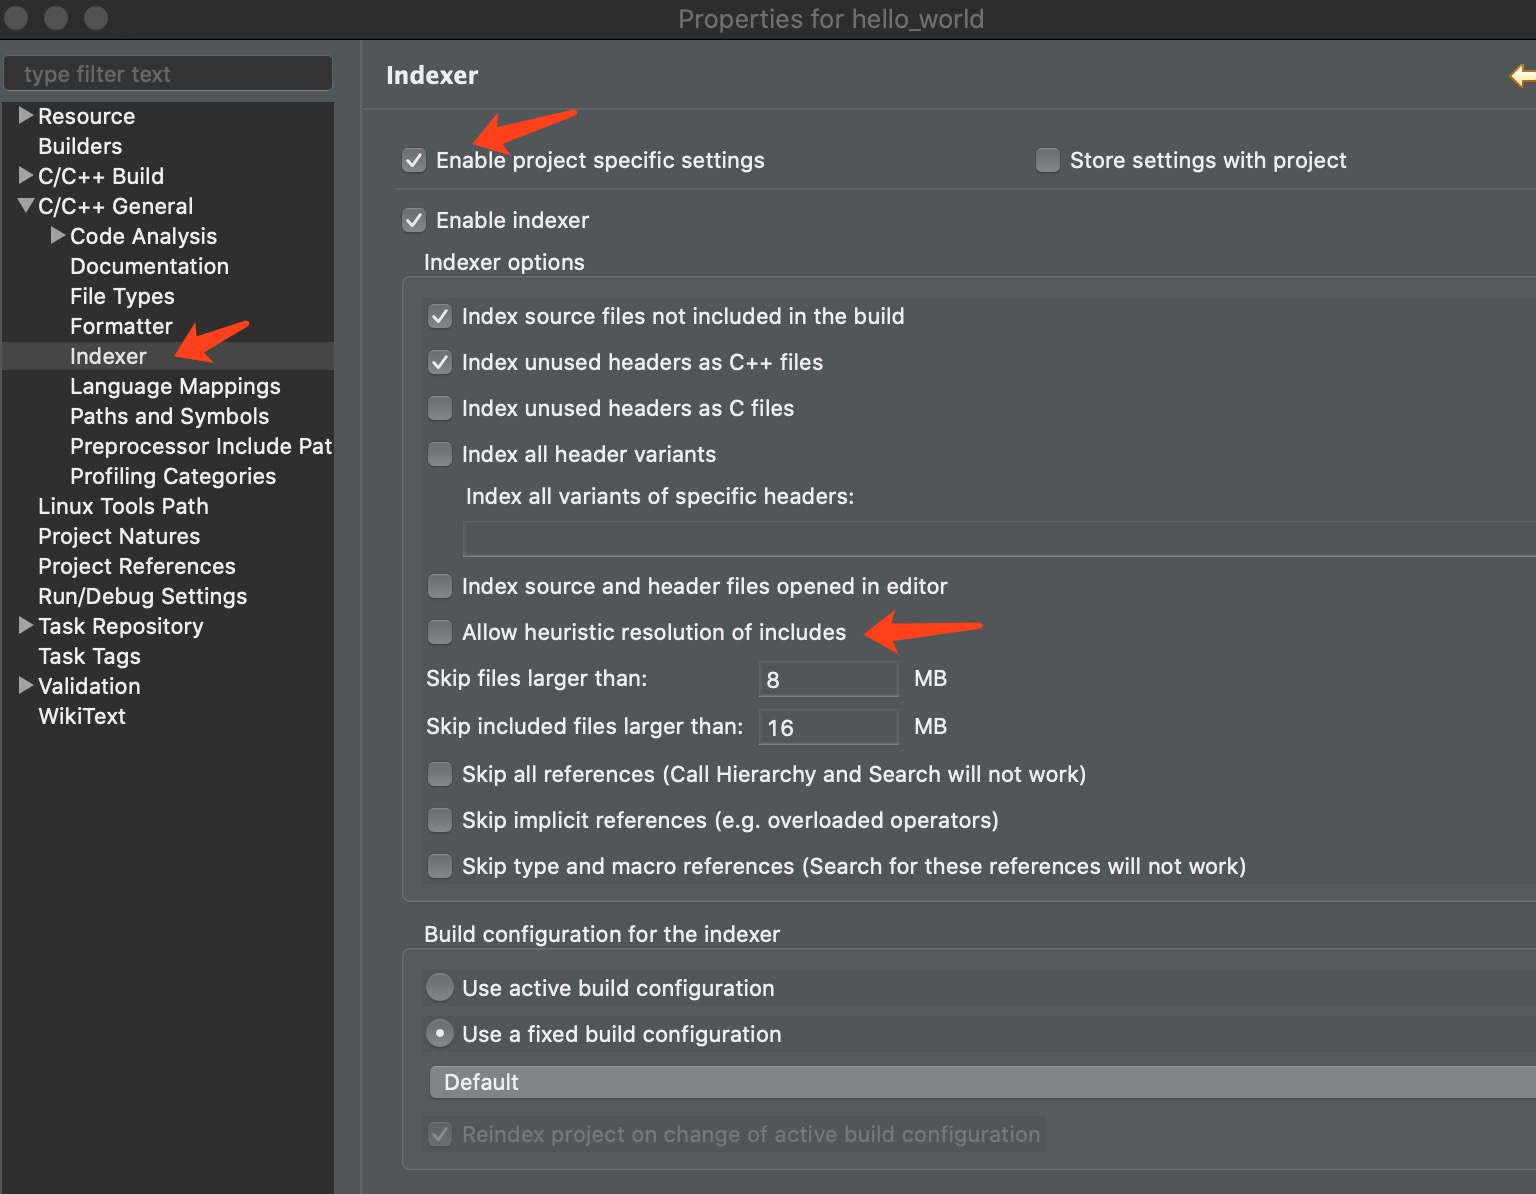 Properties for hello_world
type filter text
Resource
Builders
C/C++ Build
C/C++ General
Code Analysis
Documentation
File Types
Formatter
Indexer
Language Mappings
Paths and Symbols
Preprocessor Include Pat
Profiling Categories
Linux Tools Path
Project Natures
Project References
Run/Debug Settings
Task Repository
Task Tags
Validation
WikiText
Indexer
Enable project specific settings
Store settings with project
Enable indexer
Indexer options
Index source files not included in the build
Index unused headers as C++ files
Index unused headers as C files
Index all header variants
Index all variants of specific headers:
Index source and header files opened in editor
Allow heuristic resolution of includes
Skip files larger than: 8 MB
Skip included files larger than: 16 MB
Skip all references (Call Hierarchy and Search will not work)
Skip implicit references (e.g. overloaded operators)
Skip type and macro references (Search for these references will not work)
Build configuration for the indexer
Use active build configuration
Use a fixed build configuration
Default
Reindex project on change of active build configuration